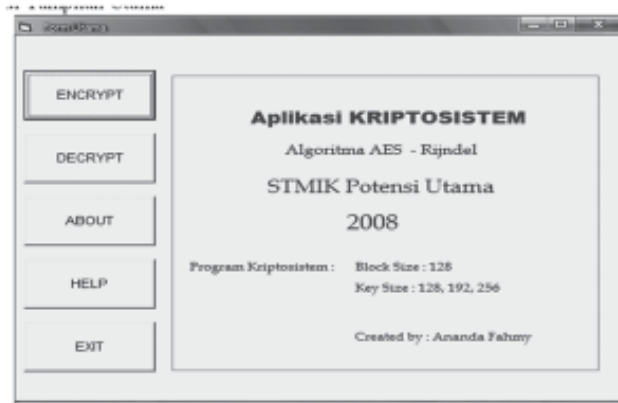 ENCRYPT
DECRYPT
ABOUT
HELP
EXIT
Aplikasi KRIPTOSISTEM
Algoritma AES - Rijndel
STMIK Potensi Utama
2008
Program Kriptosistem : Block Size : 128
Key Size : 128, 192, 256
Created by : Ananda Fahmy